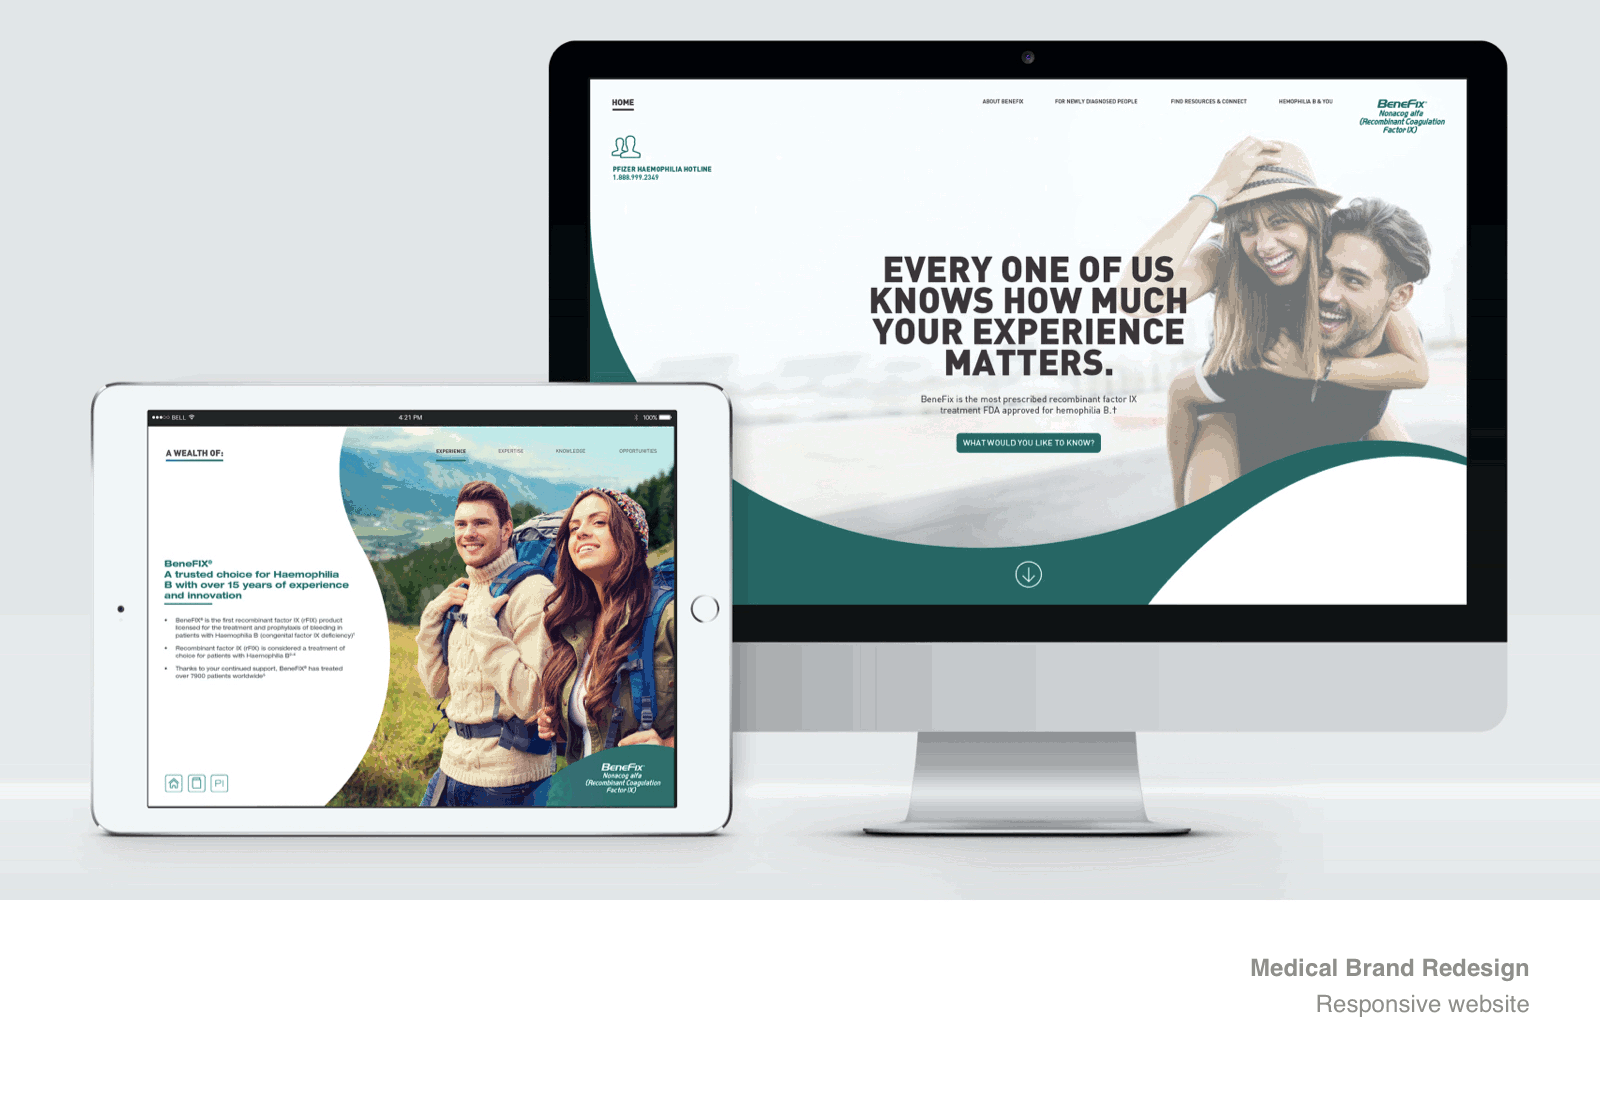 HOME
ABOUT BENEFIX
FOR NEWLY DIAGNOSED PEOPLE
FIND RESOURCES & CONNECT
HEMOPHILIA B & YOU
BeneFix
Nonacog alfa
(Recombinant Coagulation
Factor IX)
PFIZER HAEMOPHILIA HOTLINE
1.888.999.2349
EVERY ONE OF US
KNOWS HOW MUCH
YOUR EXPERIENCE
MATTERS.
BeneFix is the most prescribed recombinant factor IX
treatment FDA approved for hemophilia B.†
WHAT WOULD YOU LIKE TO KNOW?
BELL
4:21 PM
100%
A WEALTH OF:
EXPERIENCE
EXPERTISE
KNOWLEDGE
OPPORTUNITIES
BeneFIX®
A trusted choice for Haemophilia
B with over 15 years of experience
and innovation
• BeneFIX® is the first recombinant factor IX (rFIX) product
licensed for the treatment and prophylaxis of bleeding in
patients with Haemophilia B (congenital factor IX deficiency)¹
• Recombinant factor IX (rFIX) is considered a treatment of
choice for patients with Haemophilia B
• Thanks to your continued support, BeneFIX® has treated
over 7900 patients worldwide
PI
BeneFix
Nonacog alfa
(Recombinant Coagulation
Factor IX)
Medical Brand Redesign
Responsive website